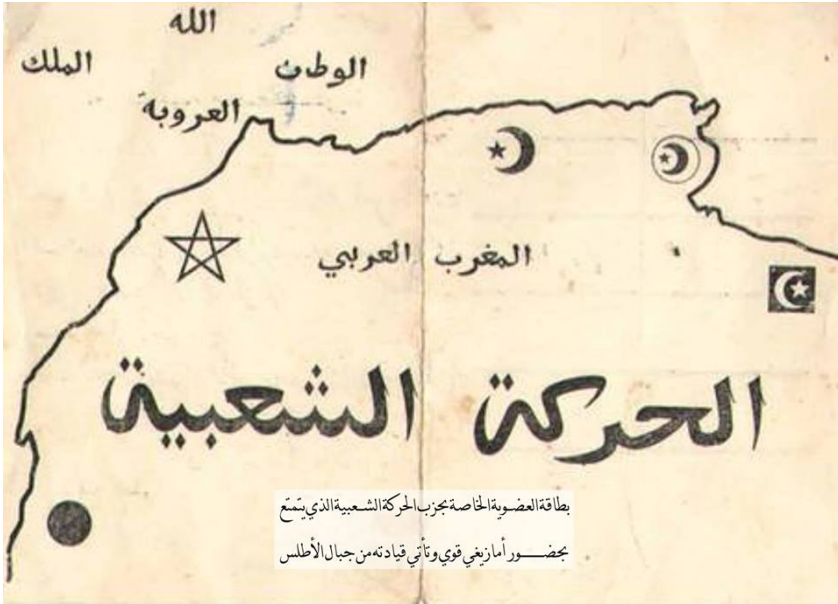 الله
الملك
الوطن
العروبة
المغرب العربي
الحركة الشعبية
بطاقة العضوية الخاصة بحزب الحركة الشعبية الذي يتمتع
بحضور أمازيغي قوي وتأتي قيادته من جبال الأطلس